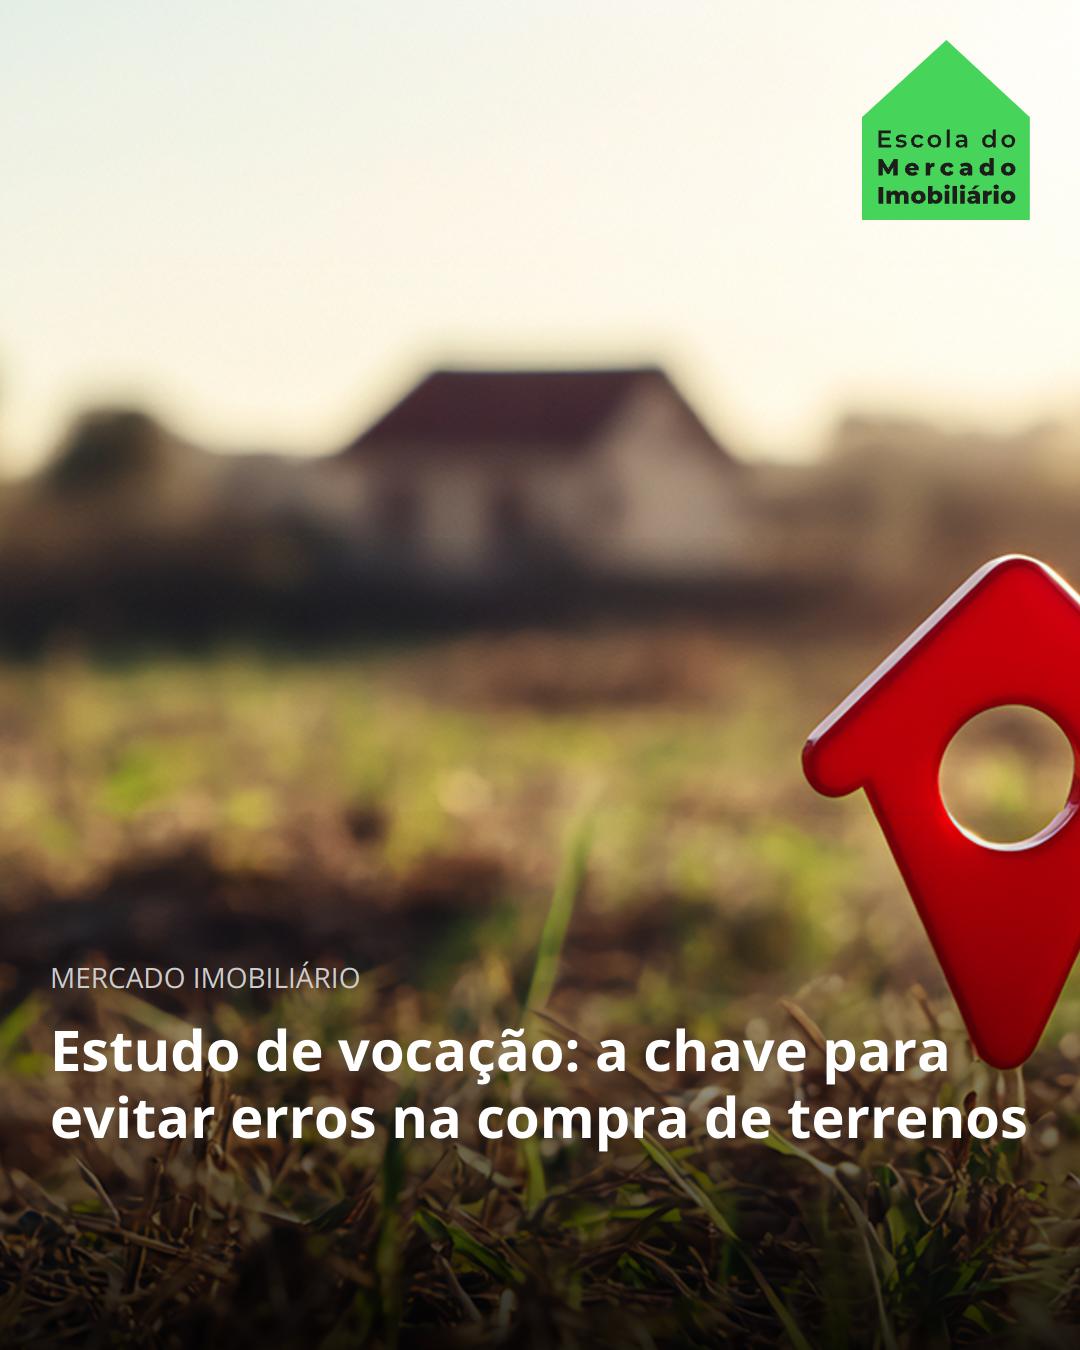 Escola do
Mercado
Imobiliário
MERCADO IMOBILIÁRIO
Estudo de vocação: a chave para
evitar erros na compra de terrenos